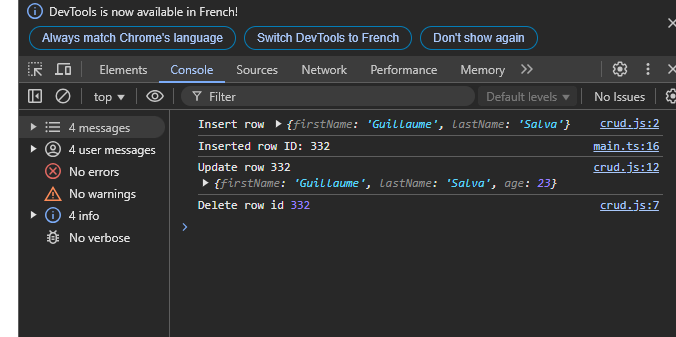 DevTools is now available in French!
Always match Chrome's language Switch DevTools to French Don't show again
Elements Console Sources Network Performance Memory
top Filter Default levels No Issues
4 messages
4 user messages
No errors
No warnings
4 info
No verbose
Insert row {firstName: 'Guillaume', lastName: 'Salva'} crud.js:2
Inserted row ID: 332 main.ts:16
Update row 332 crud.js:12
{firstName: 'Guillaume', lastName: 'Salva', age: 23}
Delete row id 332 crud.js:7